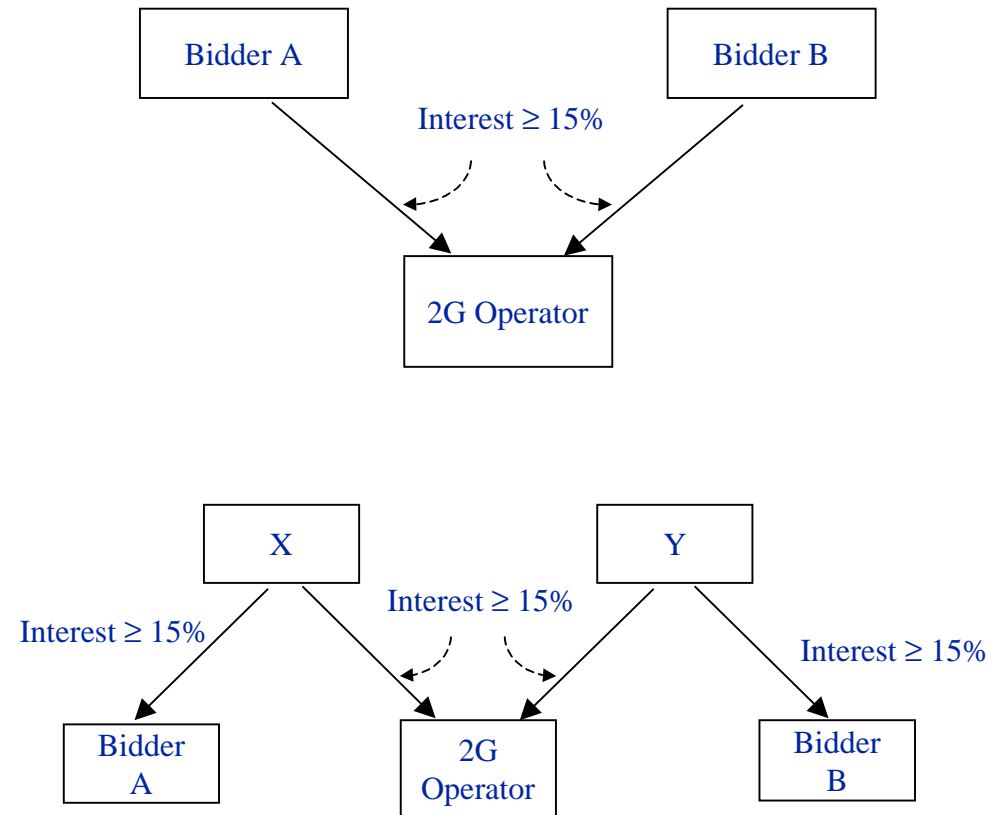 Bidder A
Bidder B
Interest ≥ 15%
2G Operator
X
Y
Interest ≥ 15%
Interest ≥ 15%
Interest ≥ 15%
Bidder
A
2G
Operator
Bidder
B